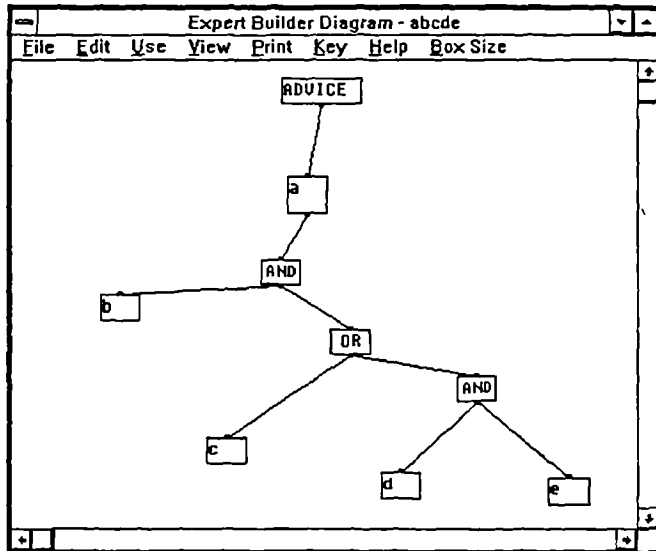 Expert Builder Diagram - abcde
File Edit Use View Print Key Help Box Size
ADVICE
a
AND
b
OR
AND
c
d
e